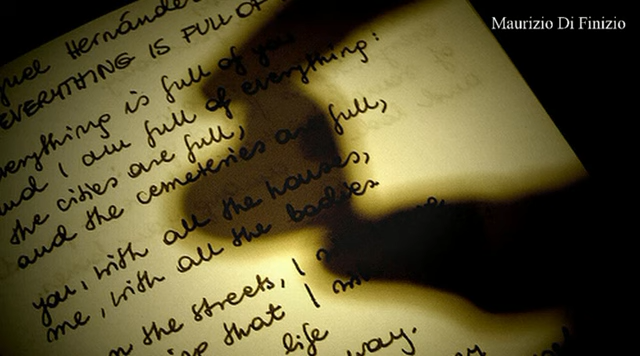 Maurizio Di Finizio
Hernández
EVERYTHING IS FULL OF
everything is full of you
and I am full of everything:
the cities are full,
and the cemeteries are full,
you, with all the houses,
me, with all the bodies
the streets, I
that I
life
way.